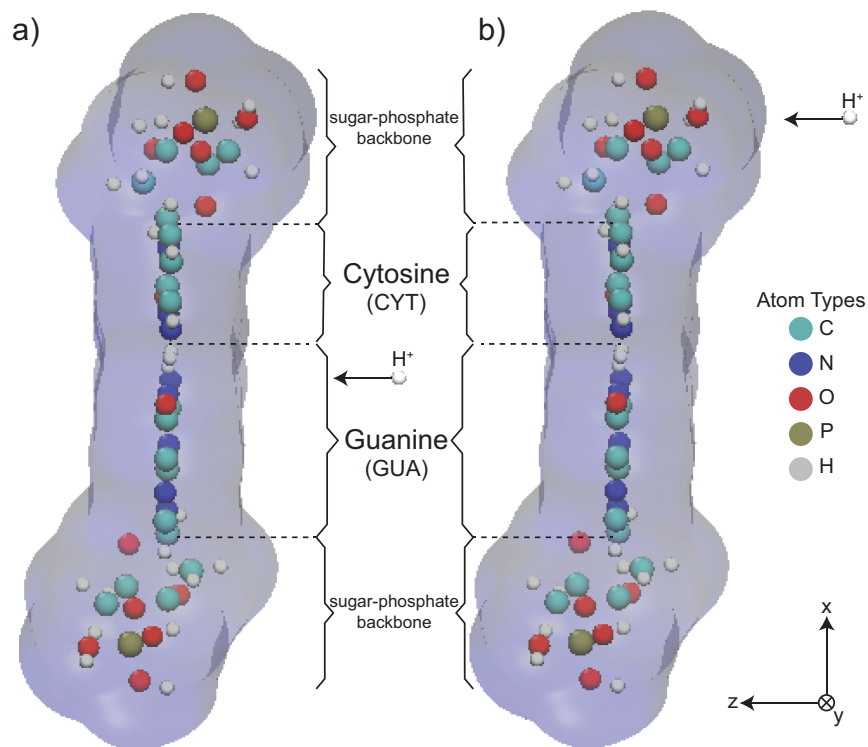 a)
b)
sugar-phosphate
backbone
H+
Cytosine
(CYT)
H+
Guanine
(GUA)
sugar-phosphate
backbone
Atom Types
C
N
O
P
H
x
z
y